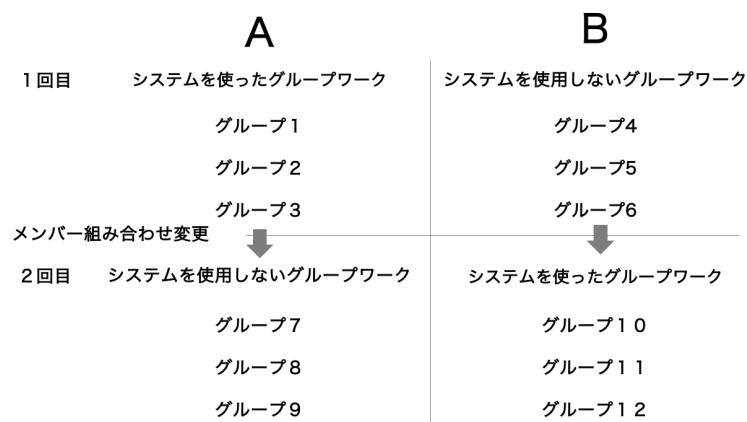 A
B
１回目
システムを使ったグループワーク
システムを使用しないグループワーク
グループ１
グループ4
グループ２
グループ5
グループ３
グループ6
メンバー組み合わせ変更
２回目
システムを使用しないグループワーク
システムを使ったグループワーク
グループ７
グループ１０
グループ８
グループ１１
グループ９
グループ１２